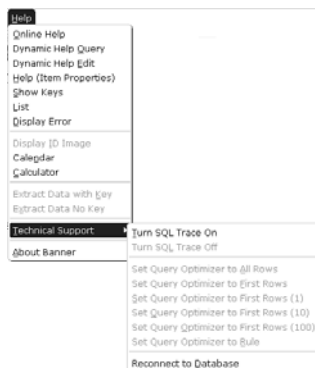 Help
Online Help
Dynamic Help Query
Dynamic Help Edit
Help (Item Properties)
Show Keys
List
Display Error
Display ID Image
Calendar
Calculator
Extract Data with Key
Extract Data No Key
Technical Support
About Banner
Turn SQL Trace On
Turn SQL Trace Off
Set Query Optimizer to All Rows
Set Query Optimizer to First Rows
Set Query Optimizer to First Rows (1)
Set Query Optimizer to First Rows (10)
Set Query Optimizer to First Rows (100)
Set Query Optimizer to Rule
Reconnect to Database